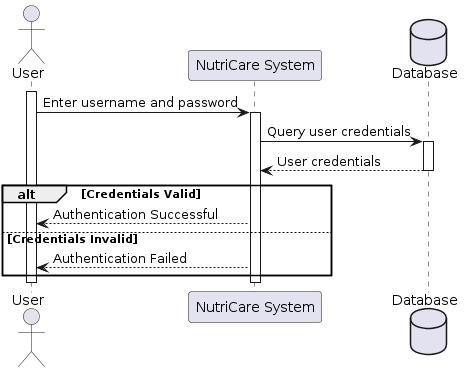 User
NutriCare System
Database
Enter username and password
Query user credentials
User credentials
alt [Credentials Valid]
Authentication Successful
[Credentials Invalid]
Authentication Failed
User
NutriCare System
Database